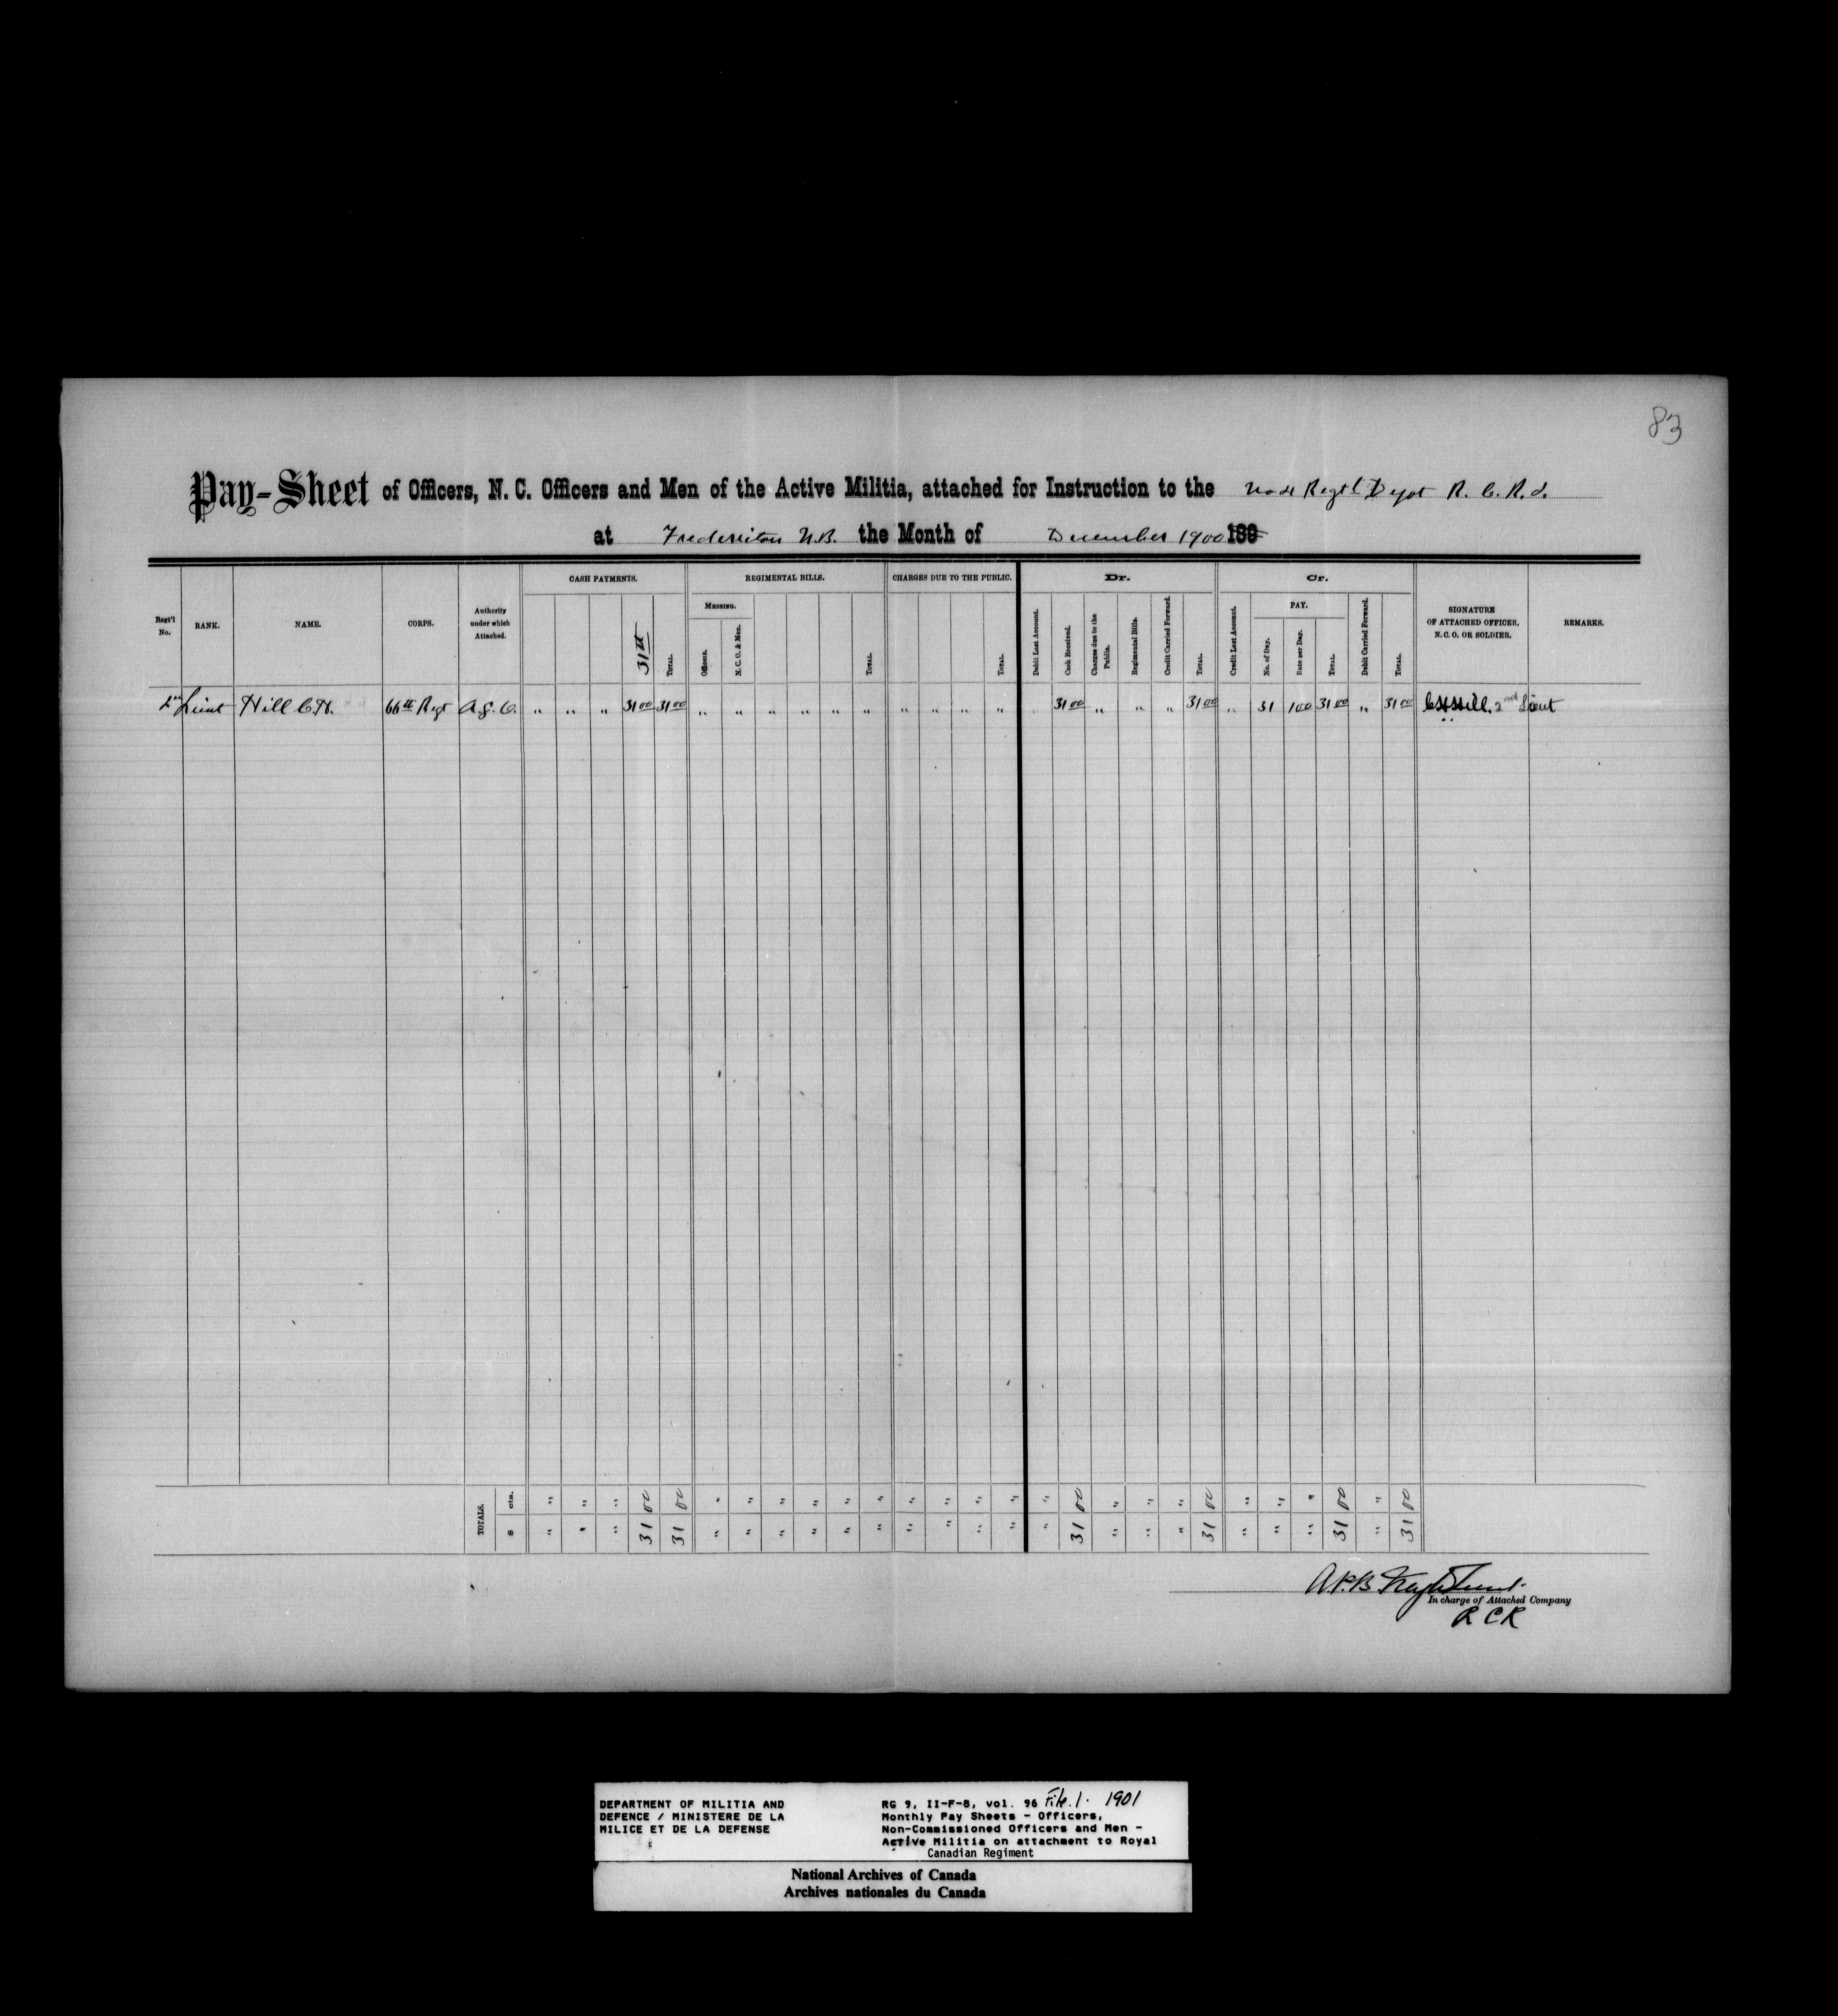 83
Pay-Sheet of Officers, N. C. Officers and Men of the Active Militia, attached for Instruction to the No 4 Regtl Depot R. C. R. I.
at Fredericton N.B. the Month of December 1900 189
CASH PAYMENTS. REGIMENTAL BILLS. CHARGES DUE TO THE PUBLIC. Dr. Cr.
Regt'l No. RANK. NAME. CORPS. Authority under which Attached. 31st TOTAL. MESSING. Officers. N. C. O. & Men. TOTAL. TOTAL. Debit Last Account. Cash Received. Charges due to the Public. Regimental Bills. Credit Carried Forward. TOTAL. Credit Last Account. PAY. No. of Day. Rate per Day. TOTAL. Debit Carried Forward. TOTAL. SIGNATURE OF ATTACHED OFFICER, N. C. O. OR SOLDIER. REMARKS.
2nd Lieut Hill C.H. 66th Regt A.G.O. " " " 31 00 31 00 " " " " " " " " " " 31 00 " " " 31 00 " 31 1 00 31 00 " 31 00 C H Hill, 2nd Lieut
TOTALS. $ cts. " " " 31 00 31 00 " " " " " " " " " " " 31 00 " " " 31 00 " " " 31 00 " 31 00
In charge of Attached Company
R C R
DEPARTMENT OF MILITIA AND
DEFENCE / MINISTERE DE LA
MILICE ET DE LA DEFENSE
RG 9, II-F-8, vol. 96 File. 1. 1901
Monthly Pay Sheets - Officers,
Non-Commissioned Officers and Men -
Active Militia on attachment to Royal
Canadian Regiment
National Archives of Canada
Archives nationales du Canada